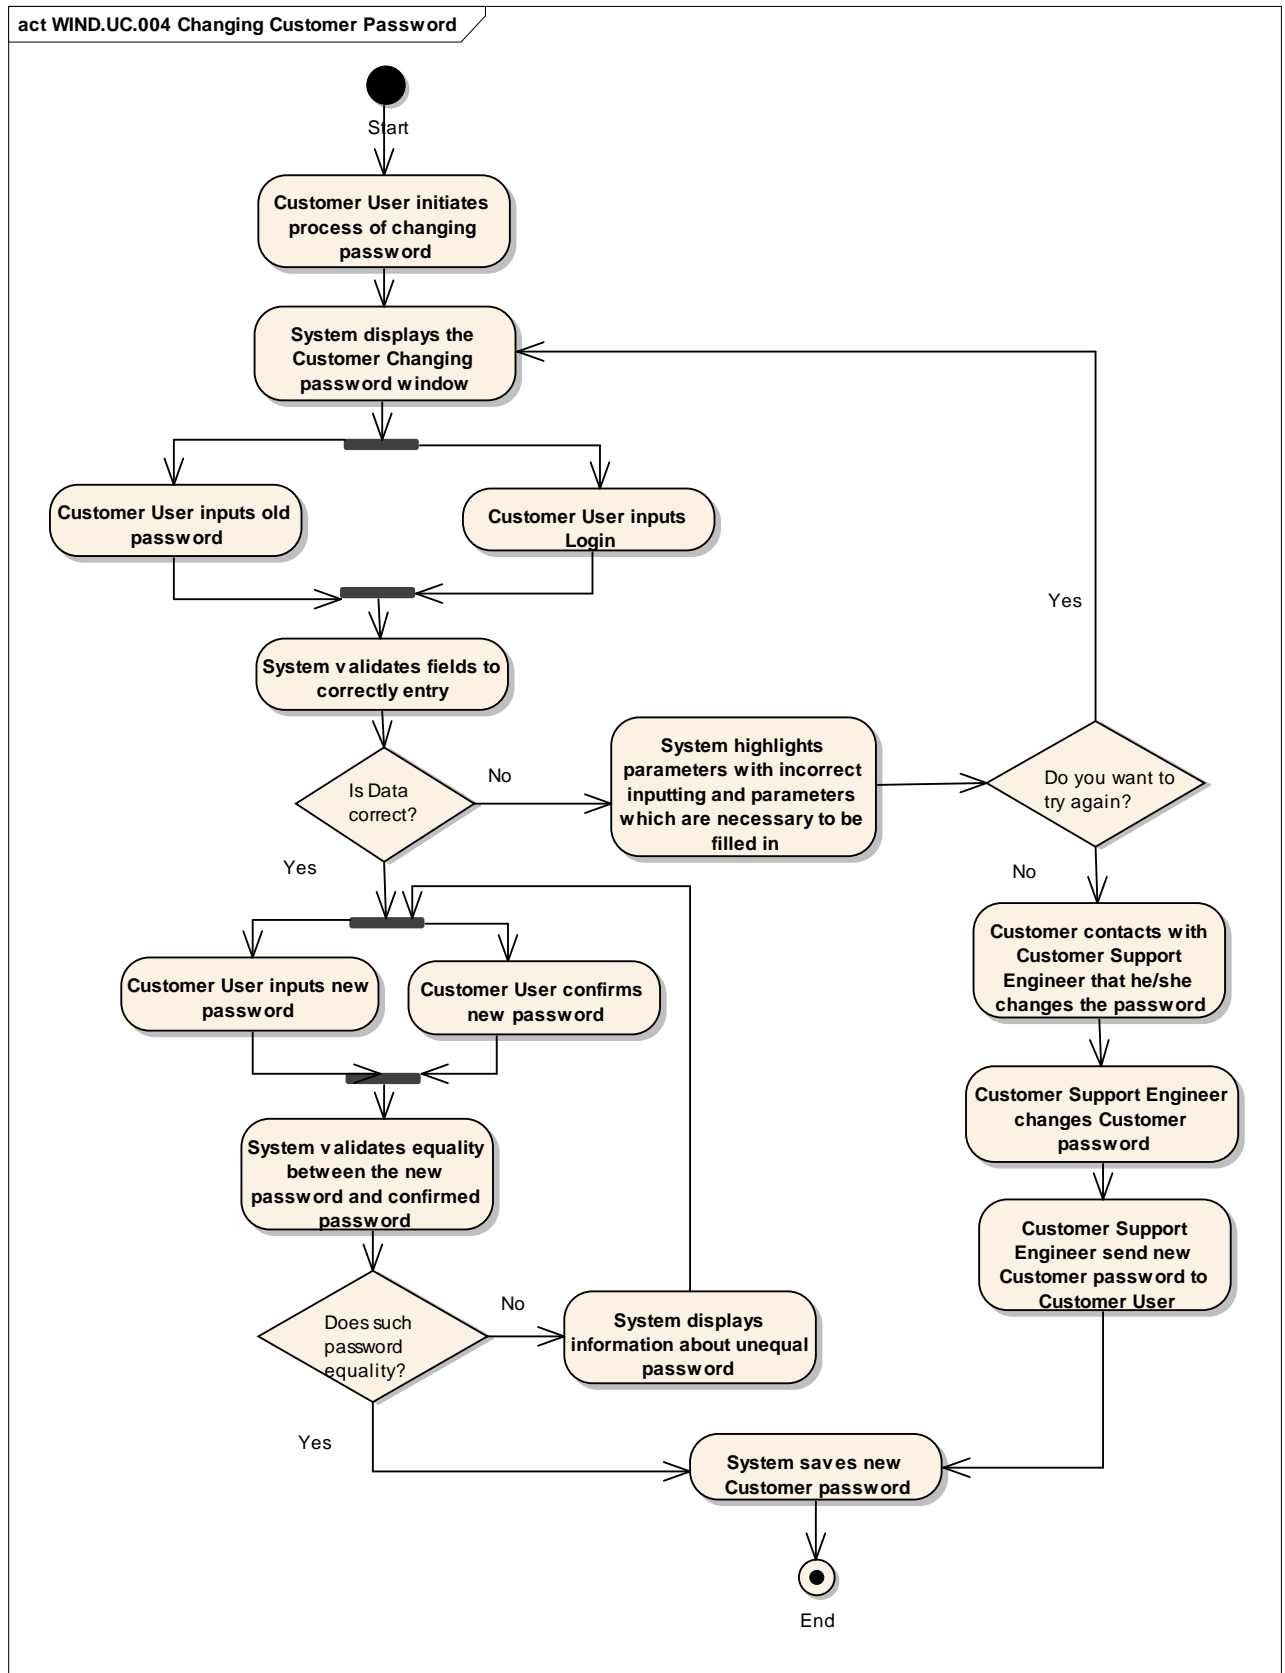 act WIND.UC.004 Changing Customer Password
Start
Customer User initiates
process of changing
password
System displays the
Customer Changing
password window
Customer User inputs old
password
Customer User inputs
Login
Yes
System validates fields to
correctly entry
Is Data
correct?
No
System highlights
parameters with incorrect
inputting and parameters
which are necessary to be
filled in
Do you want to
try again?
Yes
No
Customer contacts with
Customer Support
Engineer that he/she
changes the password
Customer User inputs new
password
Customer User confirms
new password
Customer Support Engineer
changes Customer
password
System validates equality
between the new
password and confirmed
password
Customer Support
Engineer send new
Customer password to
Customer User
Does such
password
equality?
No
System displays
information about unequal
password
Yes
System saves new
Customer password
End